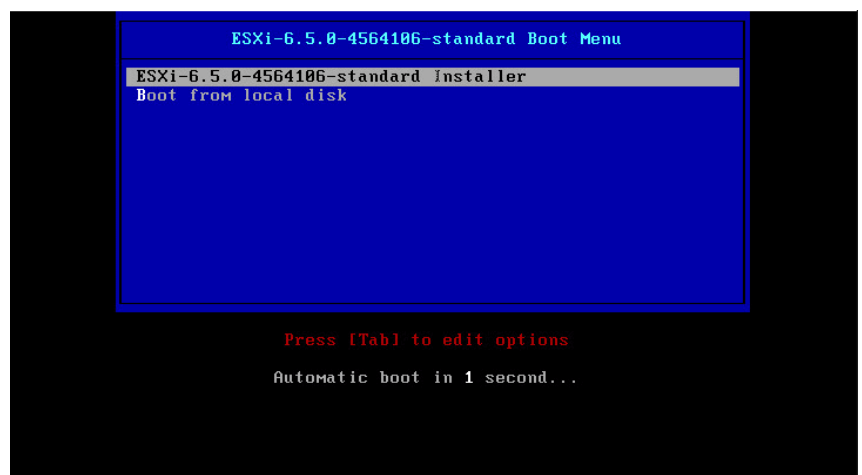 ESXi-6.5.0-4564106-standard Boot Menu
ESXi-6.5.0-4564106-standard Installer
Boot from local disk
Press [Tab] to edit options
Automatic boot in 1 second...